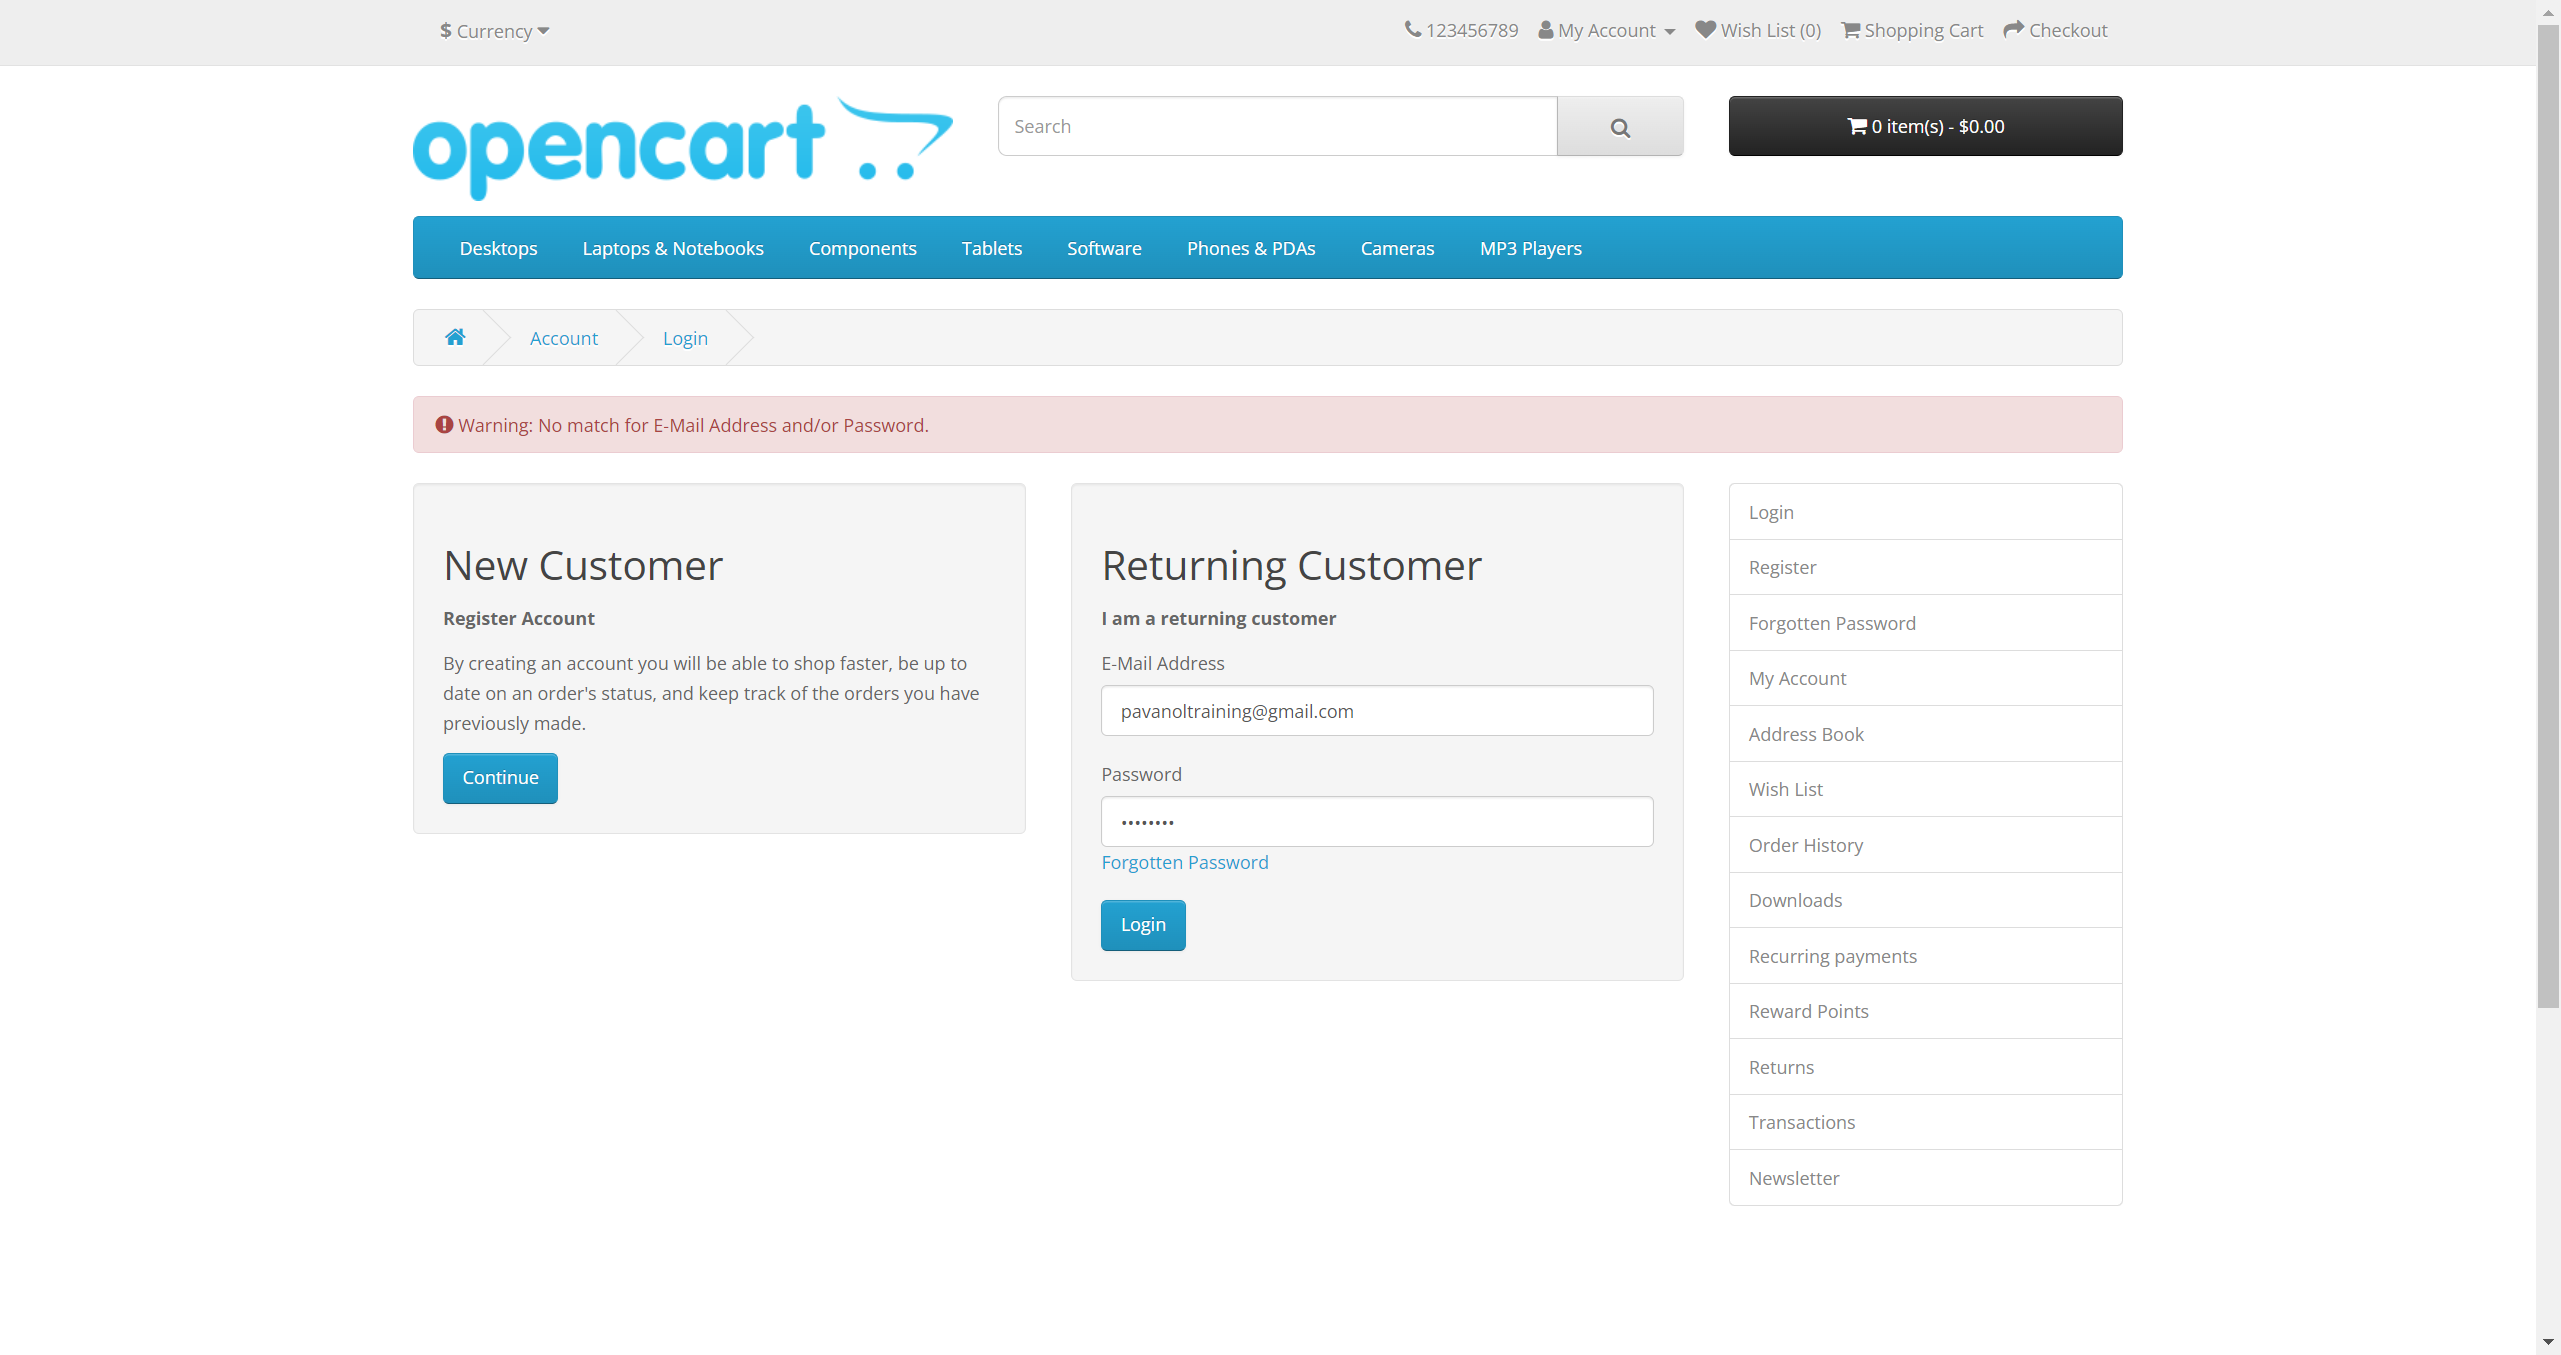 $ Currency
123456789 My Account Wish List (0) Shopping Cart Checkout
opencart
Search
0 item(s) - $0.00
Desktops Laptops & Notebooks Components Tablets Software Phones & PDAs Cameras MP3 Players
Account Login
Warning: No match for E-Mail Address and/or Password.
New Customer
Register Account
By creating an account you will be able to shop faster, be up to
date on an order's status, and keep track of the orders you have
previously made.
Continue
Returning Customer
I am a returning customer
E-Mail Address
pavanoltraining@gmail.com
Password
••••••••
Forgotten Password
Login
Login
Register
Forgotten Password
My Account
Address Book
Wish List
Order History
Downloads
Recurring payments
Reward Points
Returns
Transactions
Newsletter